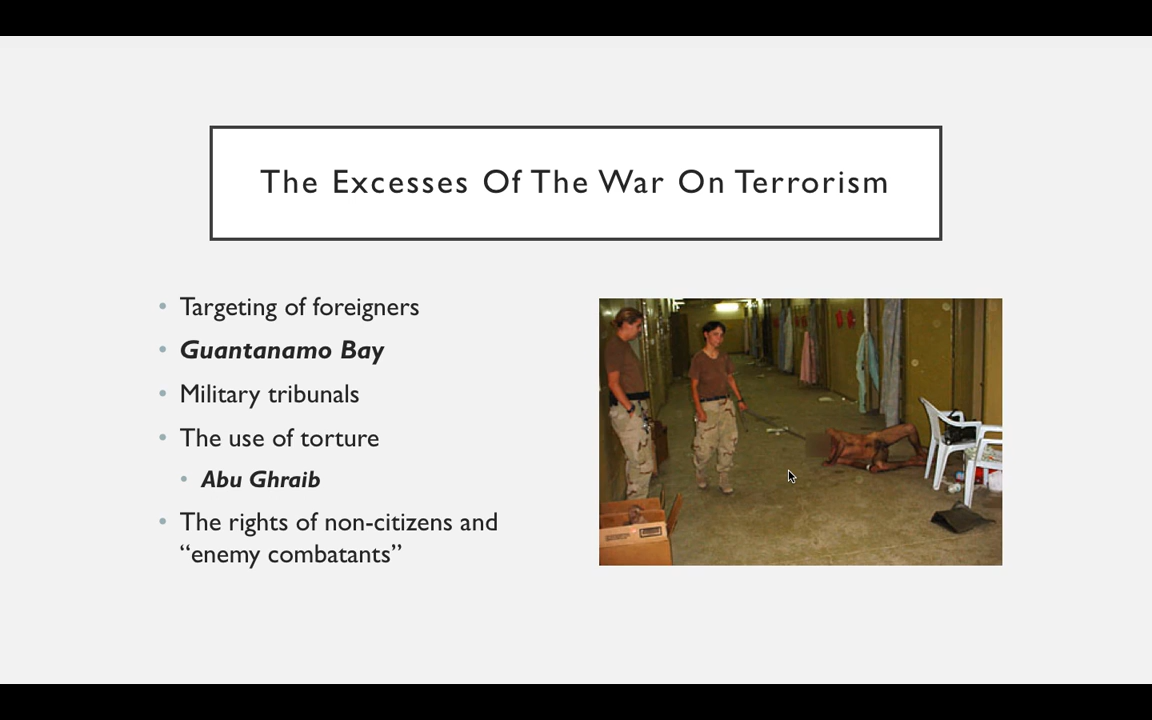 The Excesses Of The War On Terrorism
• Targeting of foreigners
• Guantanamo Bay
• Military tribunals
• The use of torture
• Abu Ghraib
• The rights of non-citizens and
“enemy combatants”